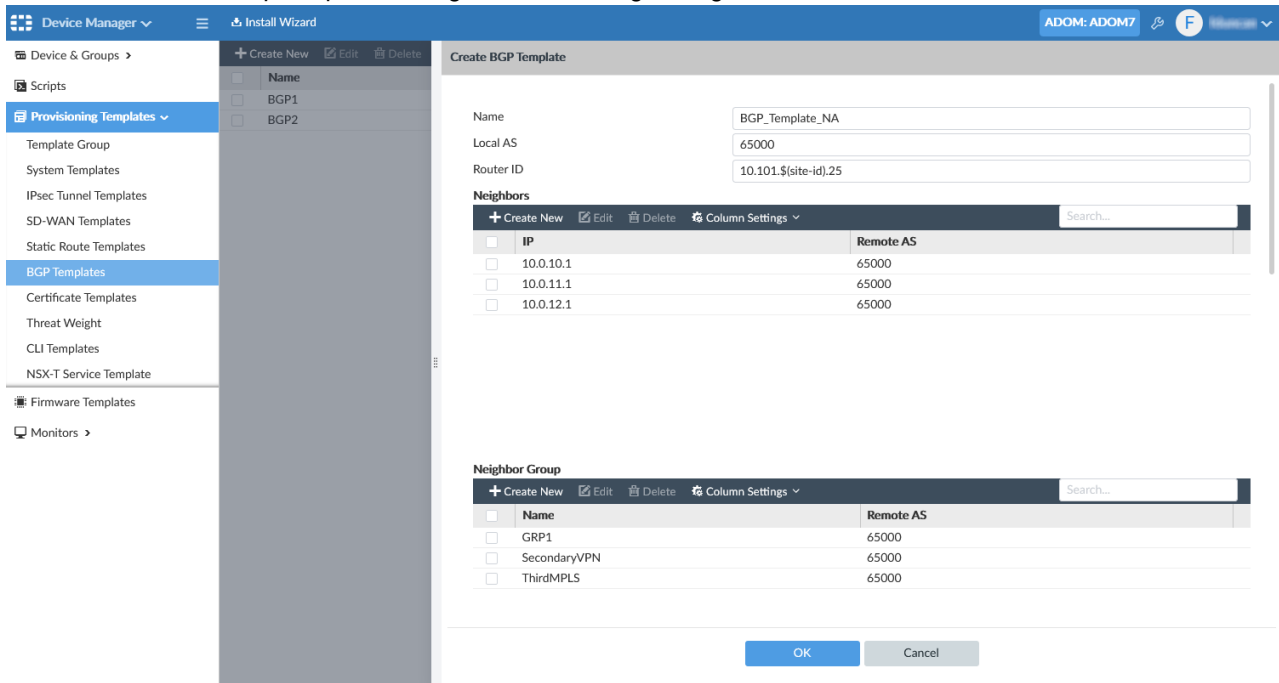 Device Manager
Install Wizard
ADOM: ADOM7
F
Device & Groups
Scripts
Provisioning Templates
Template Group
System Templates
IPsec Tunnel Templates
SD-WAN Templates
Static Route Templates
BGP Templates
Certificate Templates
Threat Weight
CLI Templates
NSX-T Service Template
Firmware Templates
Monitors
Create New Edit Delete
Name
BGP1
BGP2
Create BGP Template
Name BGP_Template_NA
Local AS 65000
Router ID 10.101.$(site-id).25
Neighbors
Create New Edit Delete Column Settings Search...
IP Remote AS
10.0.10.1 65000
10.0.11.1 65000
10.0.12.1 65000
Neighbor Group
Create New Edit Delete Column Settings Search...
Name Remote AS
GRP1 65000
SecondaryVPN 65000
ThirdMPLS 65000
OK Cancel